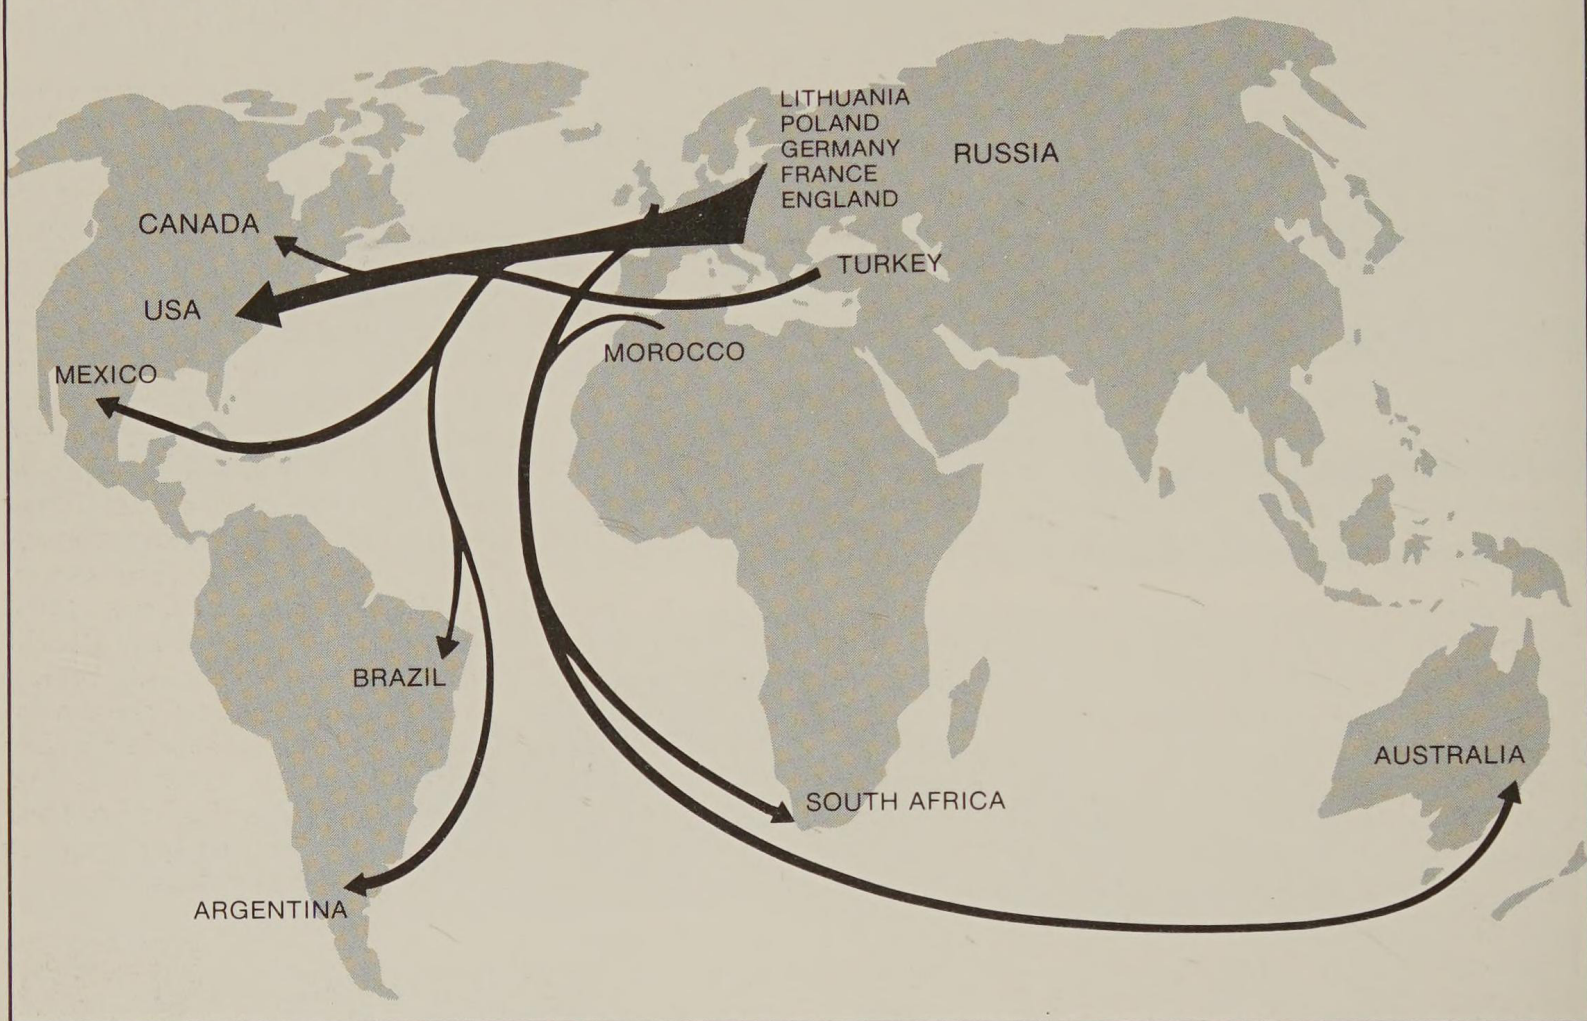 LITHUANIA
POLAND
GERMANY
FRANCE
ENGLAND
RUSSIA
CANADA
TURKEY
USA
MOROCCO
MEXICO
BRAZIL
AUSTRALIA
SOUTH AFRICA
ARGENTINA